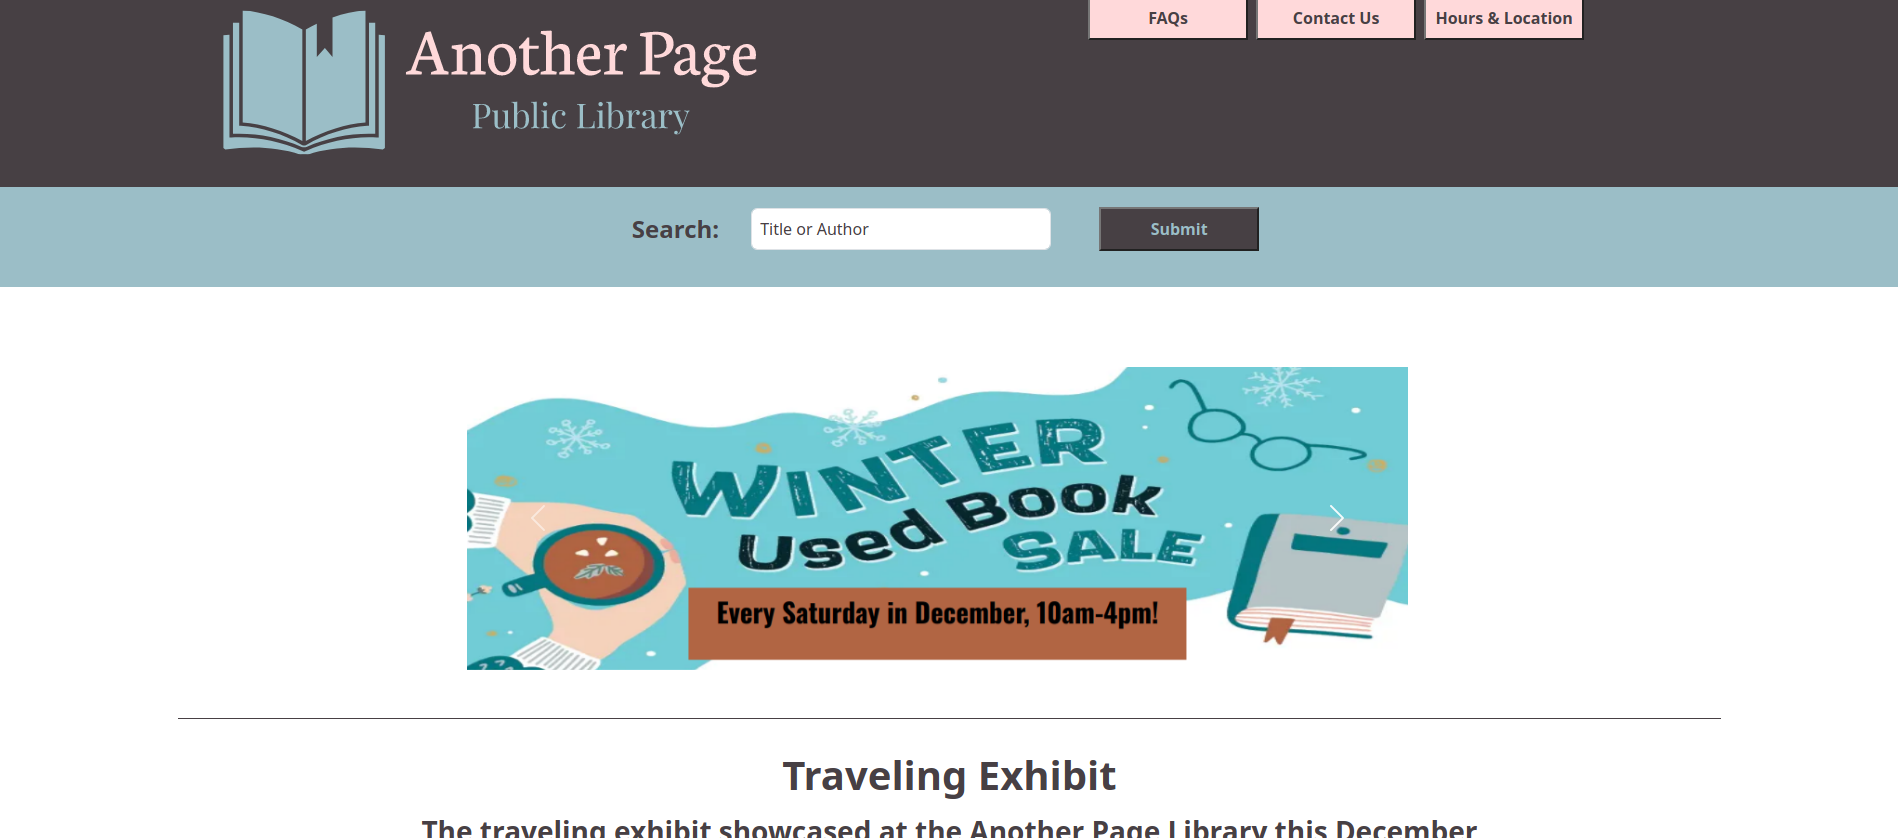 FAQs
Contact Us
Hours & Location
Another Page
Public Library
Search:
Title or Author
Submit
WINTER
Used Book
SALE
Every Saturday in December, 10am-4pm!
Traveling Exhibit
The traveling exhibit showcased at the Another Page Library this December